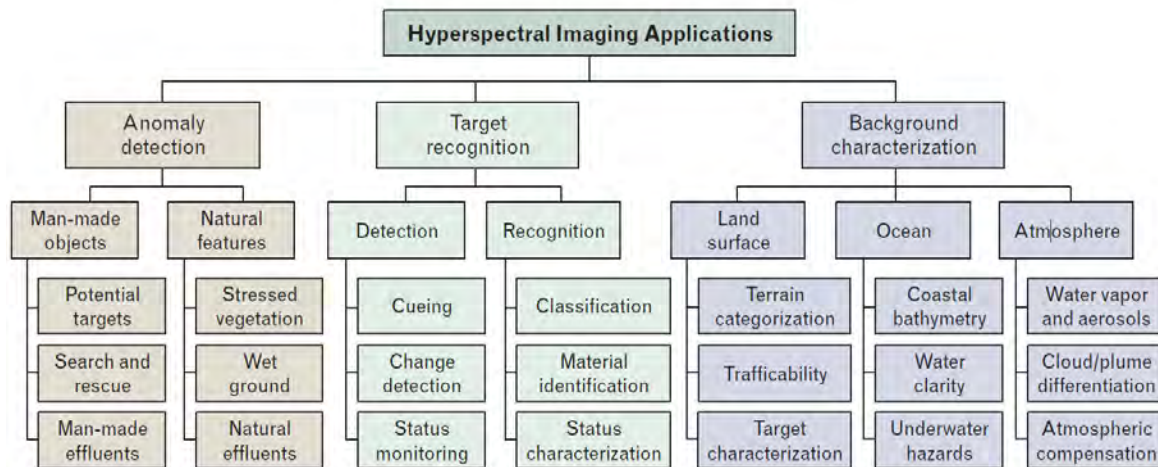 Hyperspectral Imaging Applications
Anomaly
detection
Target
recognition
Background
characterization
Man-made
objects
Natural
features
Detection
Recognition
Land
surface
Ocean
Atmosphere
Potential
targets
Stressed
vegetation
Cueing
Classification
Terrain
categorization
Coastal
bathymetry
Water vapor
and aerosols
Search and
rescue
Wet
ground
Change
detection
Material
identification
Trafficability
Water
clarity
Cloud/plume
differentiation
Man-made
effluents
Natural
effluents
Status
monitoring
Status
characterization
Target
characterization
Underwater
hazards
Atmospheric
compensation